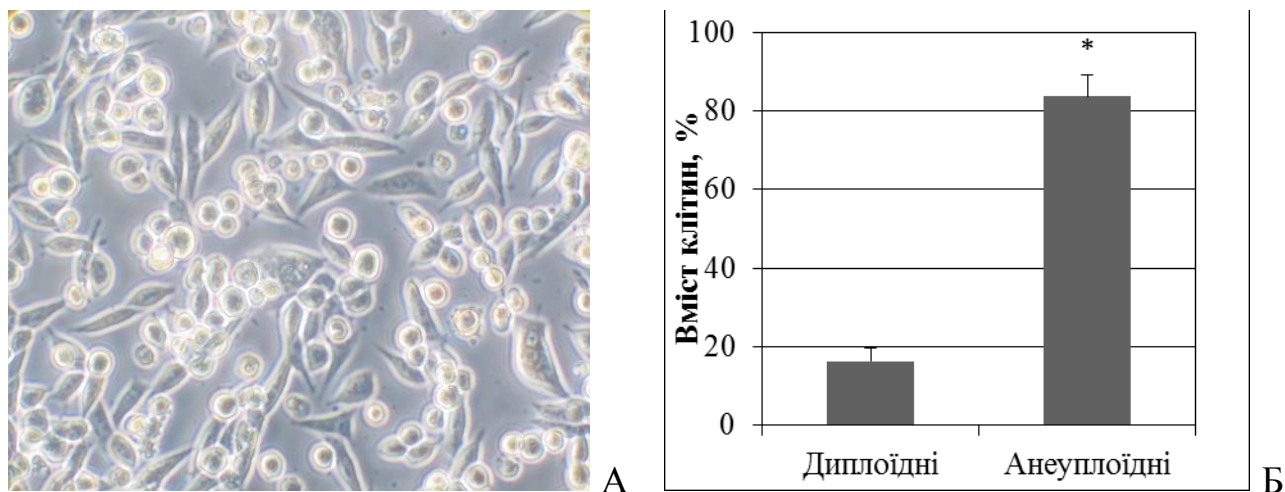 А
Вміст клітин, %
100
80
60
40
20
0
*
Диплоїдні
Анеуплоїдні
Б